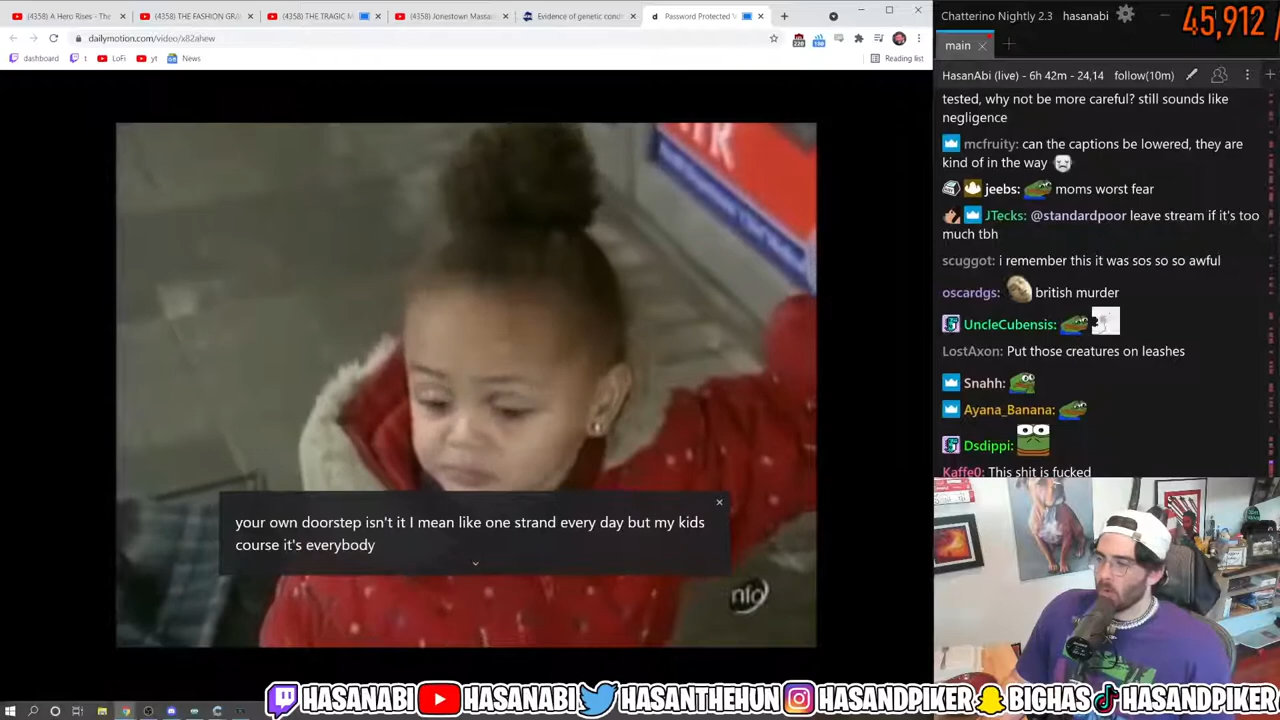 (4358) A Hero Rises - The
(4358) THE FASHION GRA
(4358) THE TRAGIC M
(4358) Jonestown Massa
Evidence of genetic condi
Password Protected V
dailymotion.com/video/x82ahew
dashboard
t
LoFi
yt
News
Reading list
your own doorstep isn't it I mean like one strand every day but my kids
course it's everybody
nfo
Chatterino Nightly 2.3 hasanabi
45,912 /
main
HasanAbi (live) - 6h 42m - 24,14 follow(10m)
tested, why not be more careful? still sounds like
negligence
mcfruity: can the captions be lowered, they are
kind of in the way
jeebs: moms worst fear
JTecks: @standardpoor leave stream if it's too
much tbh
scuggot: i remember this it was sos so so awful
oscardgs: british murder
UncleCubensis:
LostAxon: Put those creatures on leashes
Snahh:
Ayana_Banana:
Dsdippi:
Kaffe0: This shit is fucked
HASANABI HASANABI HASANTHEHUN HASANDPIKER BIGHAS HASANDPIKER